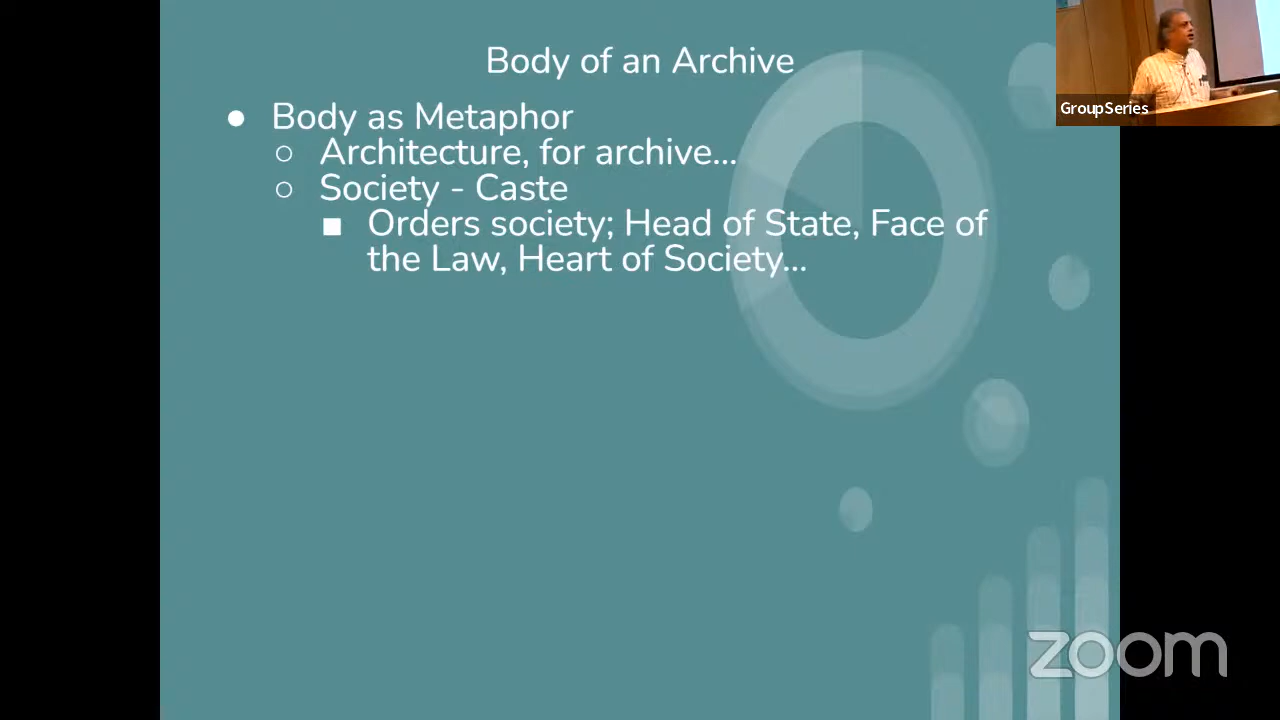 Body of an Archive
● Body as Metaphor
○ Architecture, for archive...
○ Society - Caste
■ Orders society; Head of State, Face of
the Law, Heart of Society...
GroupSeries
zoom